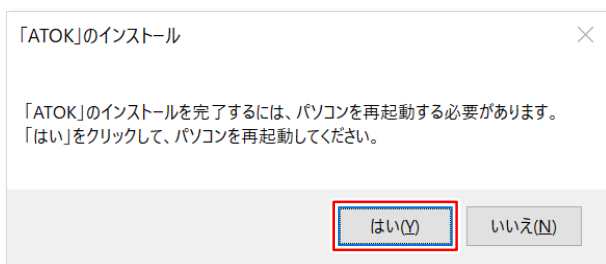 「ATOK」のインストール
「ATOK」のインストールを完了するには、パソコンを再起動する必要があります。
「はい」をクリックして、パソコンを再起動してください。
はい(Y)
いいえ(N)